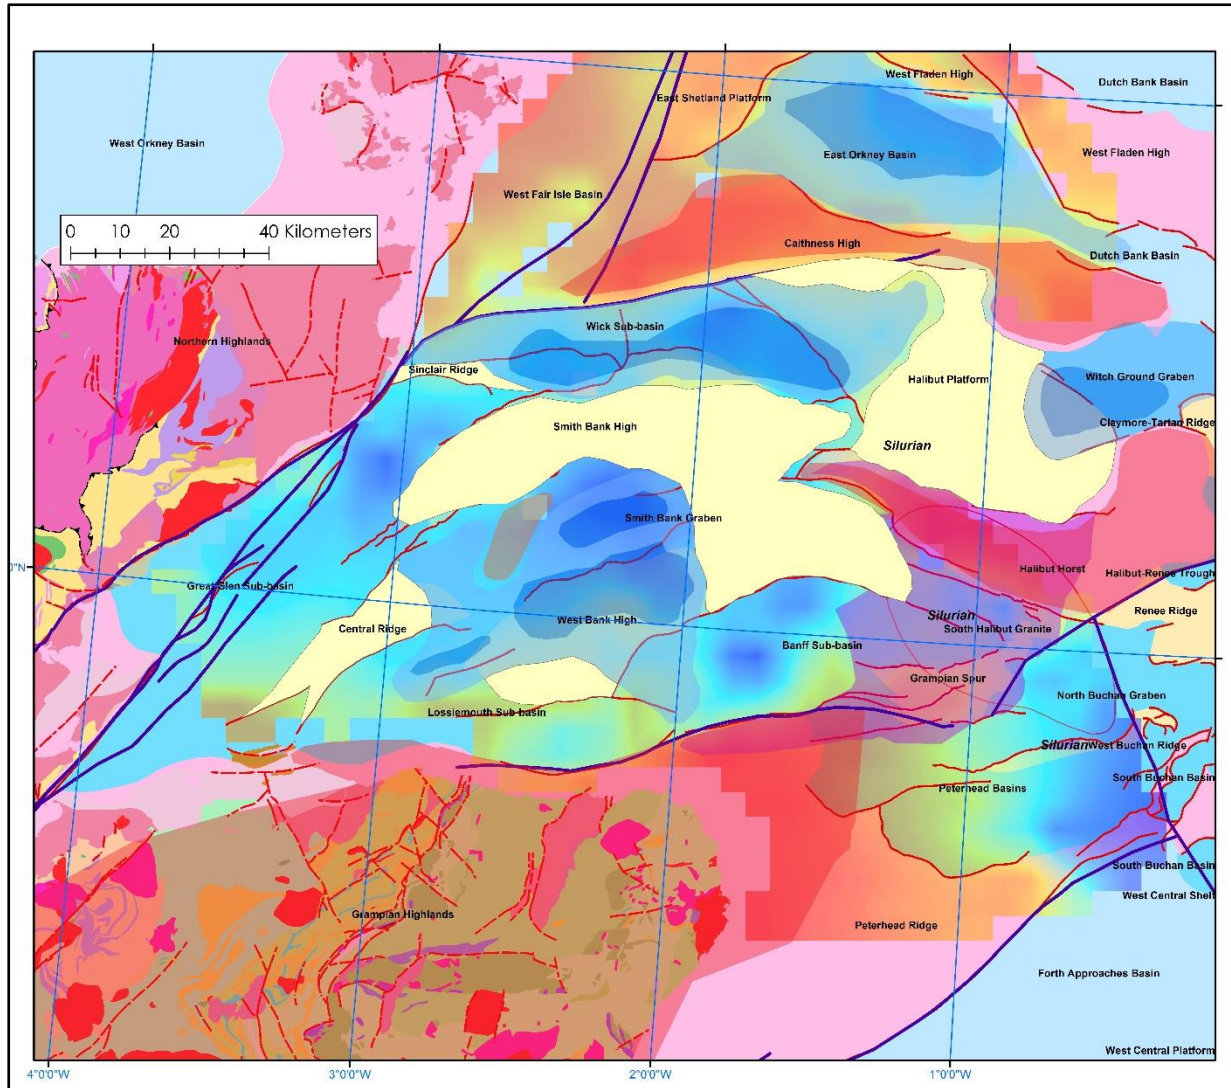 West Fladen High
Dutch Bank Basin
East Shetland Platform
West Orkney Basin
East Orkney Basin
West Fladen High
West Fair Isle Basin
0 10 20 40 Kilometers
Caithness High
Dutch Bank Basin
Wick Sub-basin
Northern Highlands
Sinclair Ridge
Halibut Platform
Witch Ground Graben
Smith Bank High
Claymore-Tartan Ridge
Silurian
Smith Bank Graben
0"N
Halibut Horst
Halibut-Renee Trough
Great Glen Sub-basin
Renee Ridge
Silurian
Central Ridge
West Bank High
South Halibut Granite
Banff Sub-basin
Grampian Spur
North Buchan Graben
Lossiemouth Sub-basin
Silurian
West Buchan Ridge
South Buchan Basin
Peterhead Basins
South Buchan Basin
West Central Shelf
Grampian Highlands
Peterhead Ridge
Forth Approaches Basin
West Central Platform
4°0'0"W
3°0'0"W
2°0'0"W
1°0'0"W